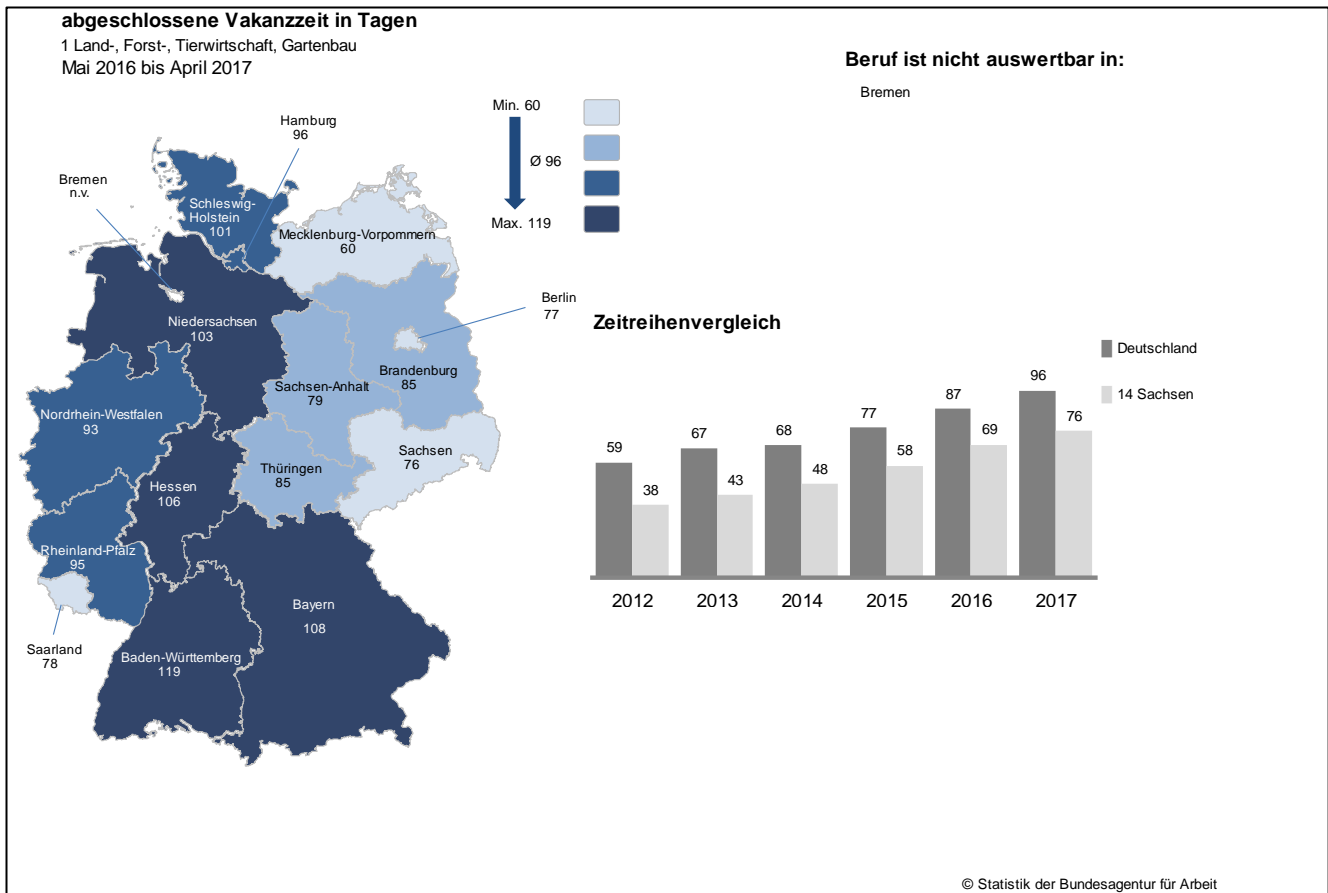 abgeschlossene Vakanzzeit in Tagen
1 Land-, Forst-, Tierwirtschaft, Gartenbau
Mai 2016 bis April 2017
Beruf ist nicht auswertbar in:
Bremen
Min. 60
Ø 96
Max. 119
Hamburg
96
Bremen
n.v.
Schleswig-
Holstein
101
Mecklenburg-Vorpommern
60
Berlin
77
Niedersachsen
103
Brandenburg
85
Sachsen-Anhalt
79
Nordrhein-Westfalen
93
Sachsen
76
Thüringen
85
Hessen
106
Rheinland-Pfalz
95
Saarland
78
Bayern
108
Baden-Württemberg
119
Zeitreihenvergleich
Deutschland
14 Sachsen
59 38 67 43 68 48 77 58 87 69 96 76
2012 2013 2014 2015 2016 2017
© Statistik der Bundesagentur für Arbeit